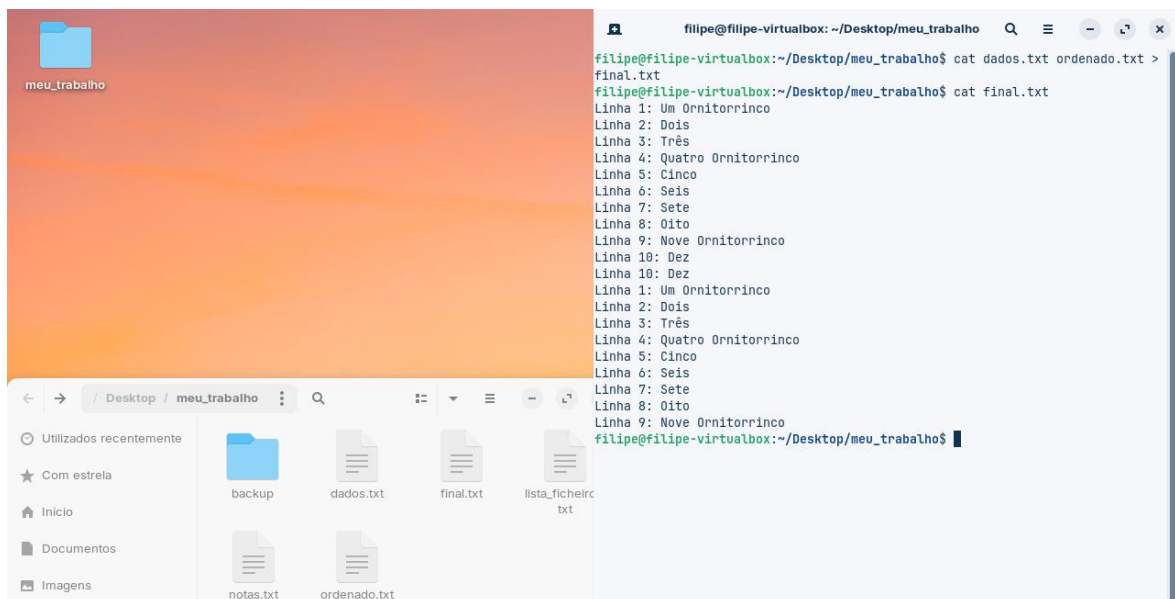 meu_trabalho
filipe@filipe-virtualbox: ~/Desktop/meu_trabalho
filipe@filipe-virtualbox:~/Desktop/meu_trabalho$ cat dados.txt ordenado.txt >
final.txt
filipe@filipe-virtualbox:~/Desktop/meu_trabalho$ cat final.txt
Linha 1: Um Ornitorrinco
Linha 2: Dois
Linha 3: Três
Linha 4: Quatro Ornitorrinco
Linha 5: Cinco
Linha 6: Seis
Linha 7: Sete
Linha 8: Oito
Linha 9: Nove Ornitorrinco
Linha 10: Dez
Linha 10: Dez
Linha 1: Um Ornitorrinco
Linha 2: Dois
Linha 3: Três
Linha 4: Quatro Ornitorrinco
Linha 5: Cinco
Linha 6: Seis
Linha 7: Sete
Linha 8: Oito
Linha 9: Nove Ornitorrinco
filipe@filipe-virtualbox:~/Desktop/meu_trabalho$
/ Desktop / meu_trabalho
Utilizados recentemente
Com estrela
Início
Documentos
Imagens
backup
dados.txt
final.txt
lista_ficheiro
txt
notas.txt
ordenado.txt